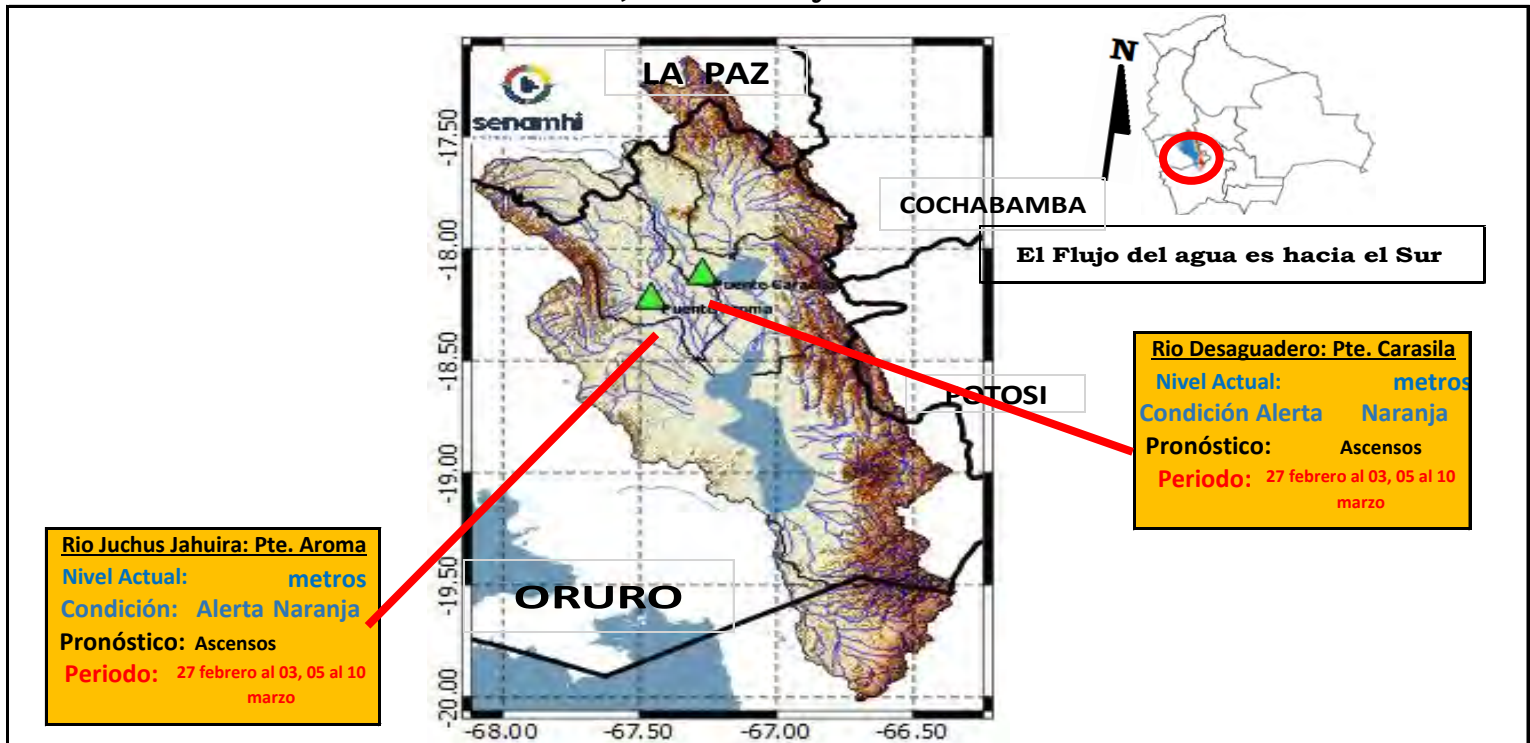 LA PAZ
senamhi
N
COCHABAMBA
El Flujo del agua es hacia el Sur
Puente
Puente
POTOSI
Rio Desaguadero: Pte. Carasila
Nivel Actual: metros
Condición Alerta Naranja
Pronóstico: Ascensos
Periodo: 27 febrero al 03, 05 al 10
marzo
Rio Juchus Jahuira: Pte. Aroma
Nivel Actual: metros
Condición: Alerta Naranja
Pronóstico: Ascensos
Periodo: 27 febrero al 03, 05 al 10
marzo
ORURO
-17.50
-18.00
-18.50
-19.00
-19.50
-20.00
-68.00 -67.50 -67.00 -66.50